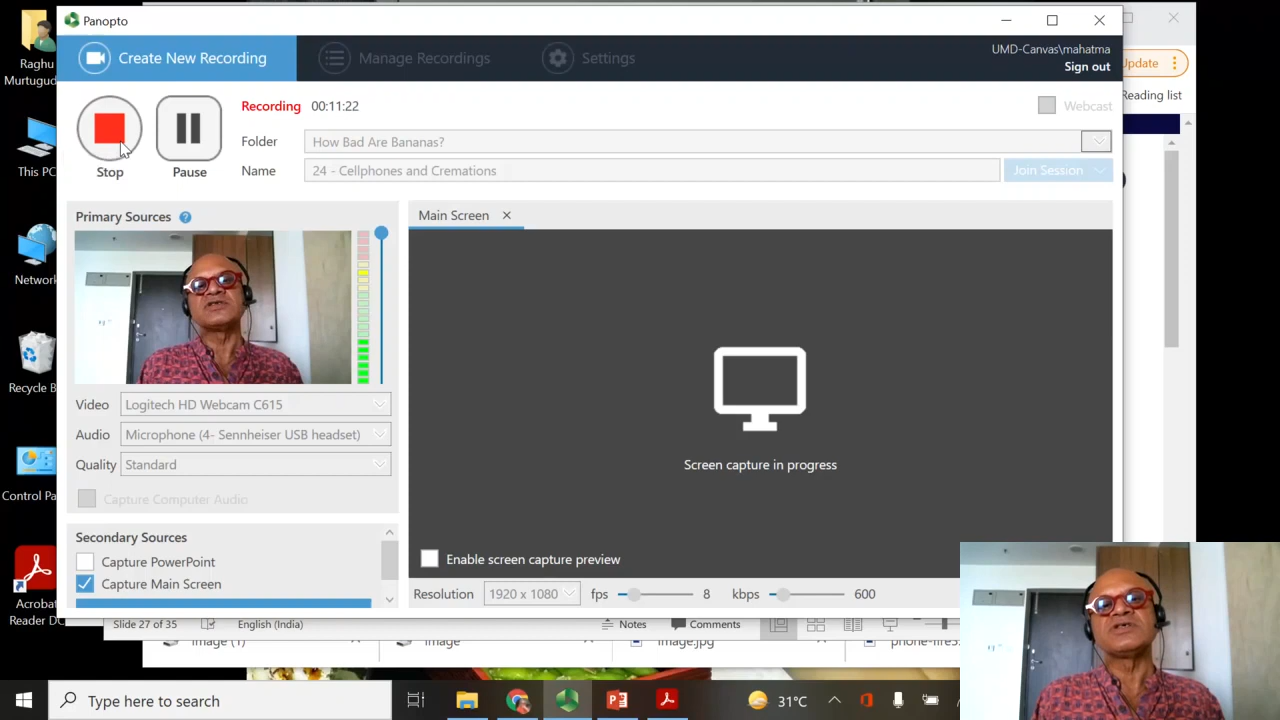 Panopto
Raghu
Murtugudd
This PC
Network
Recycle B
Control Pa
Acrobat
Reader DC
Create New Recording
Manage Recordings
Settings
UMD-Canvas\mahatma
Sign out
Update
Reading list
Recording 00:11:22
Webcast
Folder How Bad Are Bananas?
Name 24 - Cellphones and Cremations
Join Session
Stop
Pause
Primary Sources ?
Main Screen
Video Logitech HD Webcam C615
Audio Microphone (4- Sennheiser USB headset)
Quality Standard
Capture Computer Audio
Screen capture in progress
Secondary Sources
Capture PowerPoint
Capture Main Screen
Enable screen capture preview
Resolution 1920 x 1080 fps 8 kbps 600
Slide 27 of 35 English (India) Notes Comments
image (1) image image.jpg
Type here to search
31°C